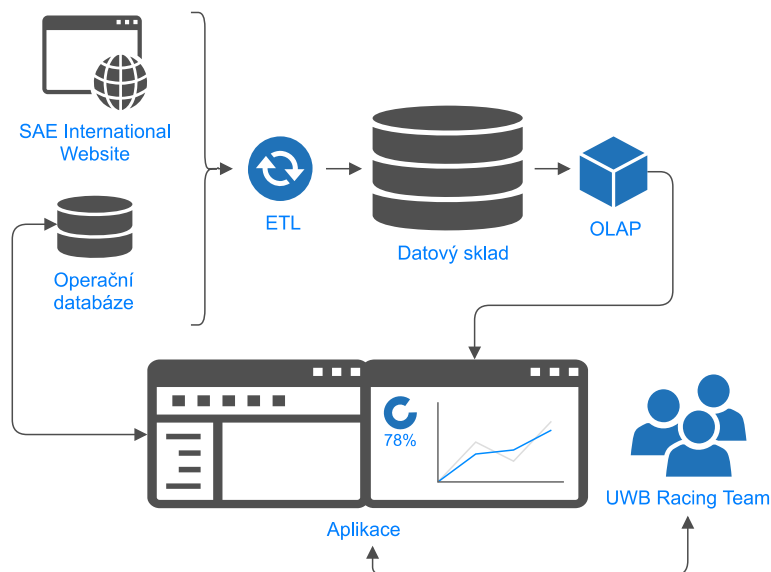 SAE International
Website
ETL
Datový sklad
OLAP
Operační
databáze
78%
Aplikace
UWB Racing Team